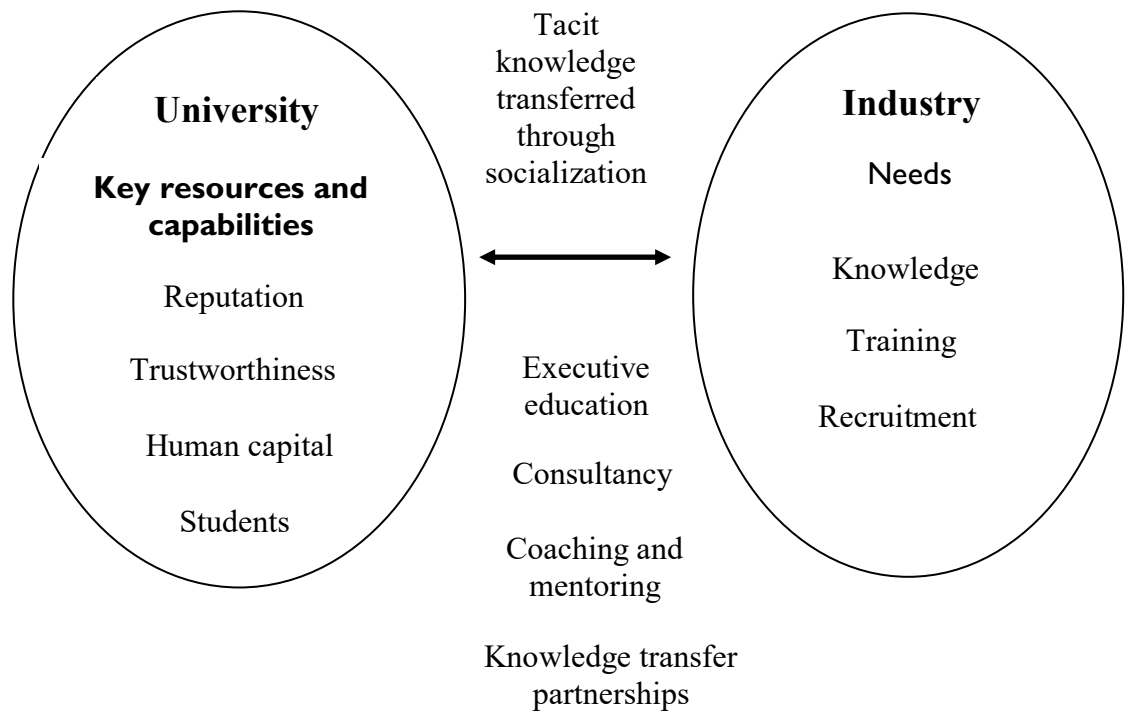 University
Key resources and
capabilities
Reputation
Trustworthiness
Human capital
Students
Tacit
knowledge
transferred
through
socialization
Executive
education
Consultancy
Coaching and
mentoring
Knowledge transfer
partnerships
Industry
Needs
Knowledge
Training
Recruitment